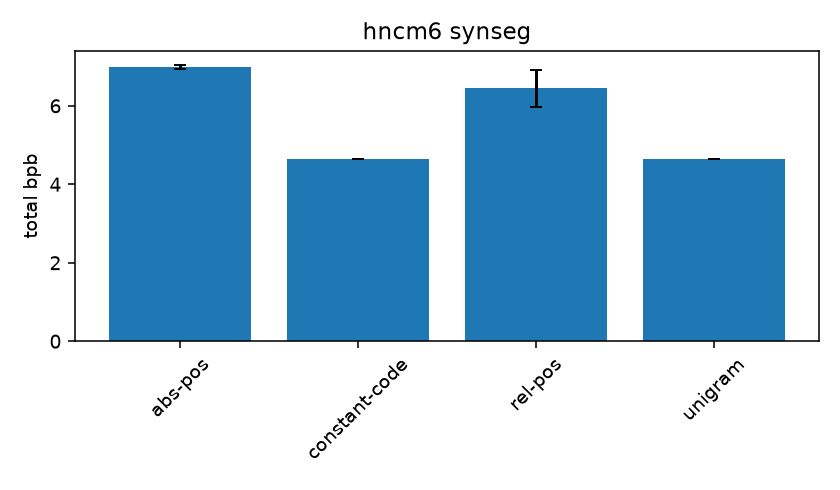 hncm6 synseg
total bpb
6
4
2
0
abs-pos
constant-code
rel-pos
unigram